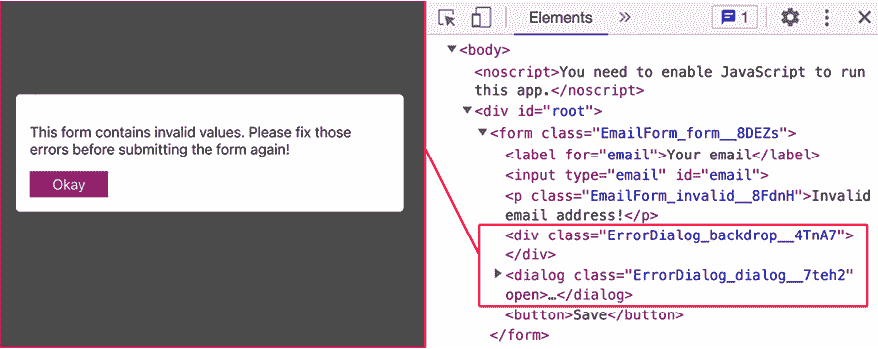 This form contains invalid values. Please fix those
errors before submitting the form again!
Okay
Elements
1
<body>
<noscript>You need to enable JavaScript to run
this app.</noscript>
<div id="root">
<form class="EmailForm_form__8DEZs">
<label for="email">Your email</label>
<input type="email" id="email">
<p class="EmailForm_invalid__8FdnH">Invalid
email address!</p>
<div class="ErrorDialog_backdrop__4TnA7">
</div>
<dialog class="ErrorDialog_dialog__7teh2"
open>…</dialog>
<button>Save</button>
</form>